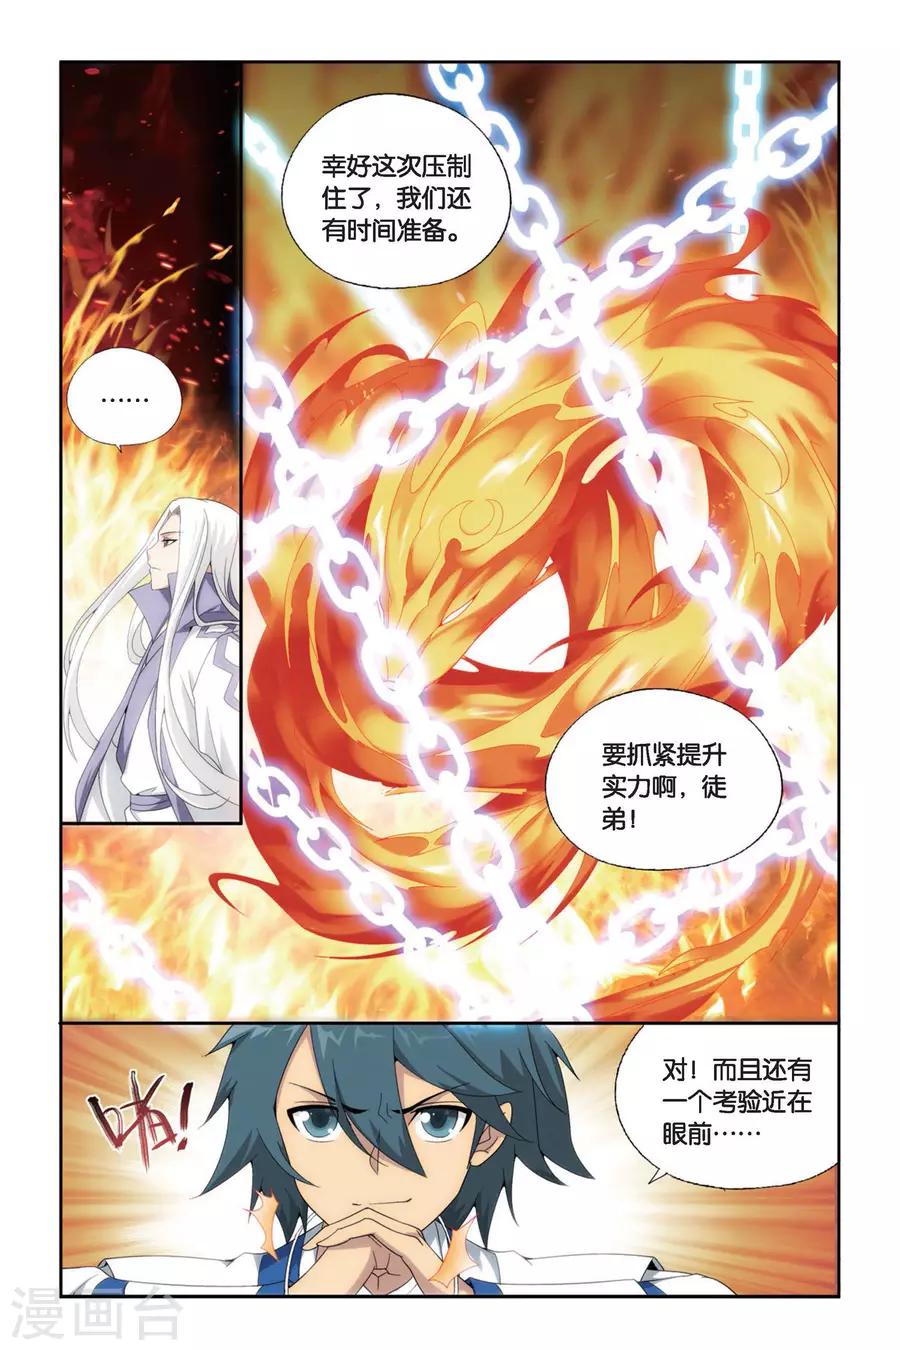 幸好这次压制
住了，我们还
有时间准备。
……
要抓紧提升
实力啊，徒
弟！
对！而且还有
一个考验近在
眼前……
啪！
漫画台